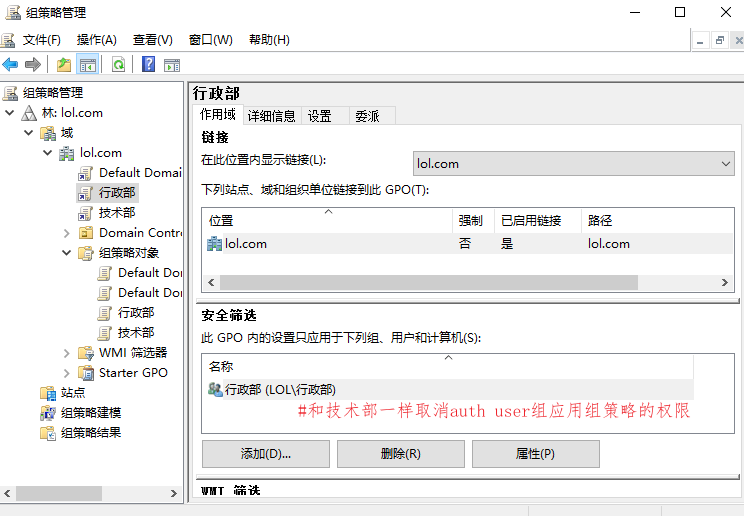 组策略管理
文件(F) 操作(A) 查看(V) 窗口(W) 帮助(H)
组策略管理
林: lol.com
域
lol.com
Default Domai
行政部
技术部
Domain Contro
组策略对象
Default Do
Default Do
行政部
技术部
WMI 筛选器
Starter GPO
站点
组策略建模
组策略结果
行政部
作用域 详细信息 设置 委派
链接
在此位置内显示链接(L): lol.com
下列站点、域和组织单位链接到此 GPO(T):
位置 强制 已启用链接 路径
lol.com 否 是 lol.com
安全筛选
此 GPO 内的设置只应用于下列组、用户和计算机(S):
名称
行政部 (LOL\行政部)
#和技术部一样取消auth user组应用组策略的权限
添加(D)... 删除(R) 属性(P)
WMI 筛选